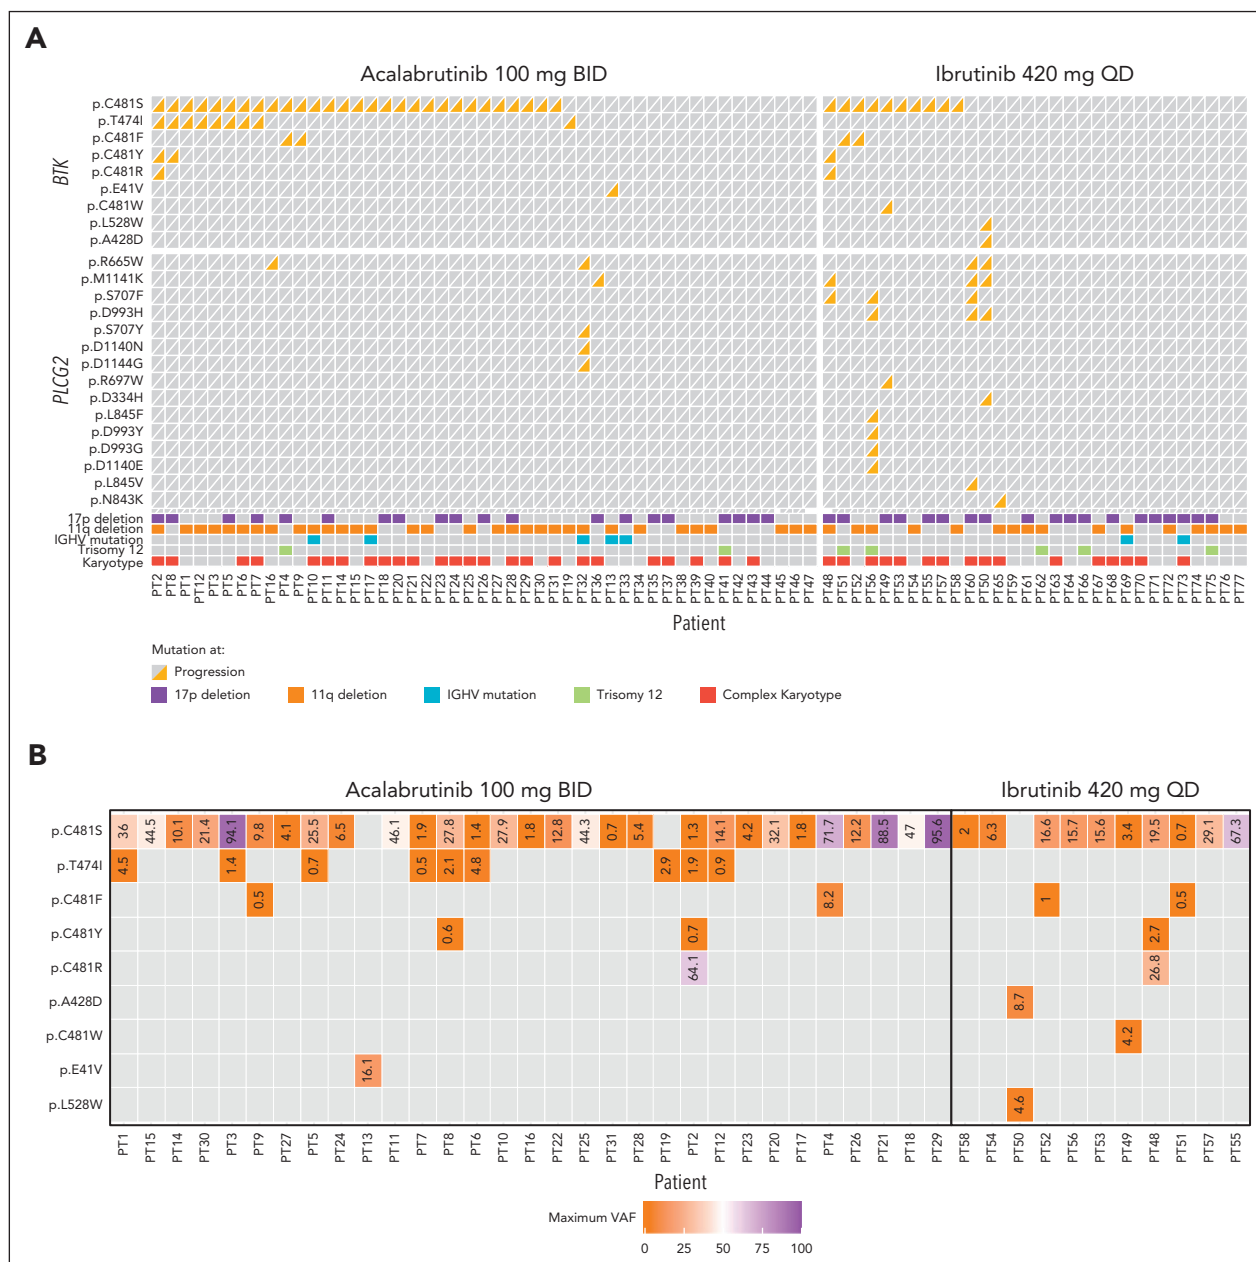 A
Acalabrutinib 100 mg BID
Ibrutinib 420 mg QD
BTK
p.C481S
p.T474I
p.C481F
p.C481Y
p.C481R
p.E41V
p.C481W
p.L528W
p.A428D
PLCG2
p.R665W
p.M1141K
p.S707F
p.D993H
p.S707Y
p.D1140N
p.D1144G
p.R697W
p.D334H
p.L845F
p.D993Y
p.D993G
p.D1140E
p.L845V
p.N843K
17p deletion
11q deletion
IGHV mutation
Trisomy 12
Karyotype
PT2 PT8 PT1 PT12 PT3 PT5 PT6 PT7 PT16 PT4 PT9 PT10 PT11 PT14 PT15 PT17 PT18 PT20 PT21 PT22 PT23 PT24 PT25 PT26 PT27 PT28 PT29 PT30 PT31 PT19 PT32 PT36 PT13 PT33 PT34 PT35 PT37 PT38 PT39 PT40 PT41 PT42 PT43 PT44 PT45 PT46 PT47 PT48 PT51 PT52 PT56 PT49 PT53 PT54 PT55 PT57 PT58 PT60 PT50 PT65 PT59 PT61 PT62 PT63 PT64 PT66 PT67 PT68 PT69 PT70 PT71 PT72 PT73 PT74 PT75 PT76 PT77
Patient
Mutation at:
Progression
17p deletion 11q deletion IGHV mutation Trisomy 12 Complex Karyotype
B
Acalabrutinib 100 mg BID
Ibrutinib 420 mg QD
p.C481S 36 44.5 10.1 21.4 94.1 9.8 4.1 25.5 6.5 46.1 1.9 27.8 1.4 27.9 1.8 12.8 44.3 0.7 5.4 1.3 14.1 4.2 32.1 1.8 71.7 12.2 88.5 47 95.6 2 6.3 16.6 15.7 15.6 3.4 19.5 0.7 29.1 67.3
p.T474I 4.5 1.4 0.7 0.5 2.1 4.8 2.9 1.9 0.9
p.C481F 0.5 8.2 1 0.5
p.C481Y 0.6 0.7 2.7
p.C481R 64.1 26.8
p.A428D 8.7
p.C481W 4.2
p.E41V 16.1
p.L528W 4.6
PT1 PT15 PT14 PT30 PT3 PT9 PT27 PT5 PT24 PT13 PT11 PT7 PT8 PT6 PT10 PT16 PT22 PT25 PT31 PT28 PT19 PT2 PT12 PT23 PT20 PT17 PT4 PT26 PT21 PT18 PT29 PT58 PT54 PT50 PT52 PT56 PT53 PT49 PT48 PT51 PT57 PT55
Patient
Maximum VAF
0 25 50 75 100